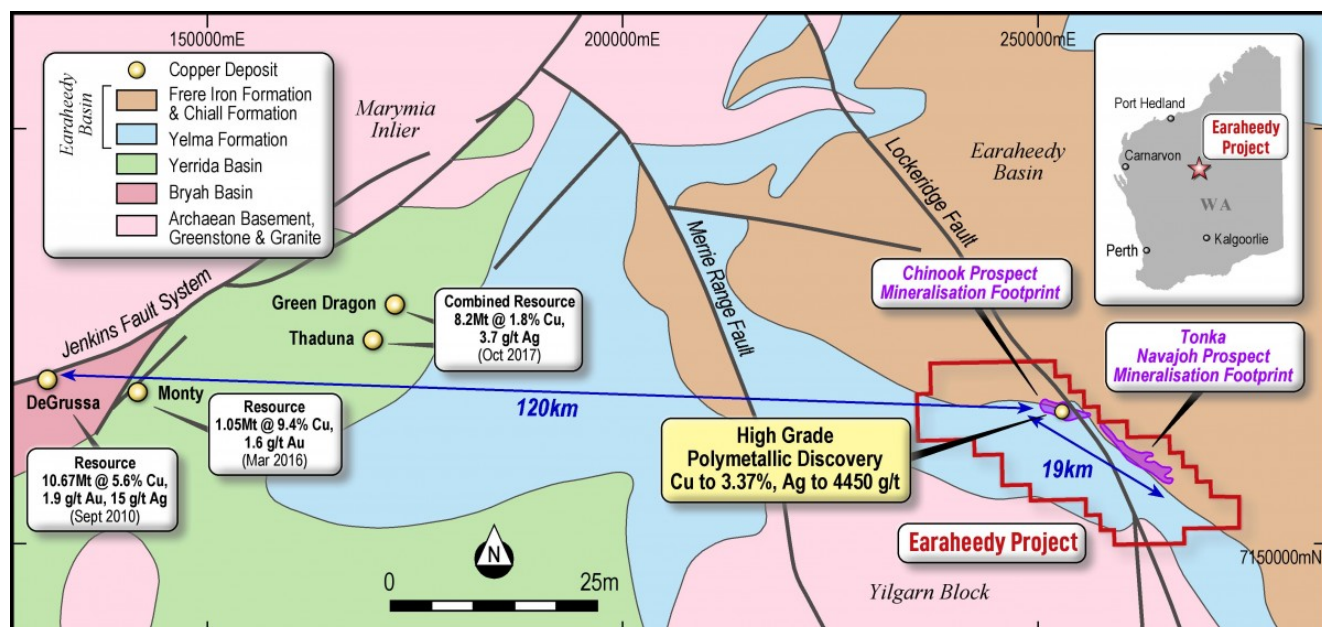 150000mE
200000mE
250000mE
Copper Deposit
Earaheedy
Basin
Frere Iron Formation
& Chiall Formation
Yelma Formation
Yerrida Basin
Bryah Basin
Archaean Basement,
Greenstone & Granite
Marymia
Inlier
Lockeridge Fault
Earaheedy
Basin
Port Hedland
Earaheedy
Project
Carnarvon
WA
Perth
Kalgoorlie
Merrie Range Fault
Chinook Prospect
Mineralisation Footprint
Jenkins Fault System
Green Dragon
Thaduna
Combined Resource
8.2Mt @ 1.8% Cu,
3.7 g/t Ag
(Oct 2017)
Tonka
Navajoh Prospect
Mineralisation Footprint
DeGrussa
Monty
120km
Resource
1.05Mt @ 9.4% Cu,
1.6 g/t Au
(Mar 2016)
High Grade
Polymetallic Discovery
Cu to 3.37%, Ag to 4450 g/t
19km
Resource
10.67Mt @ 5.6% Cu,
1.9 g/t Au, 15 g/t Ag
(Sept 2010)
Earaheedy Project
N
0
25m
7150000mN
Yilgarn Block